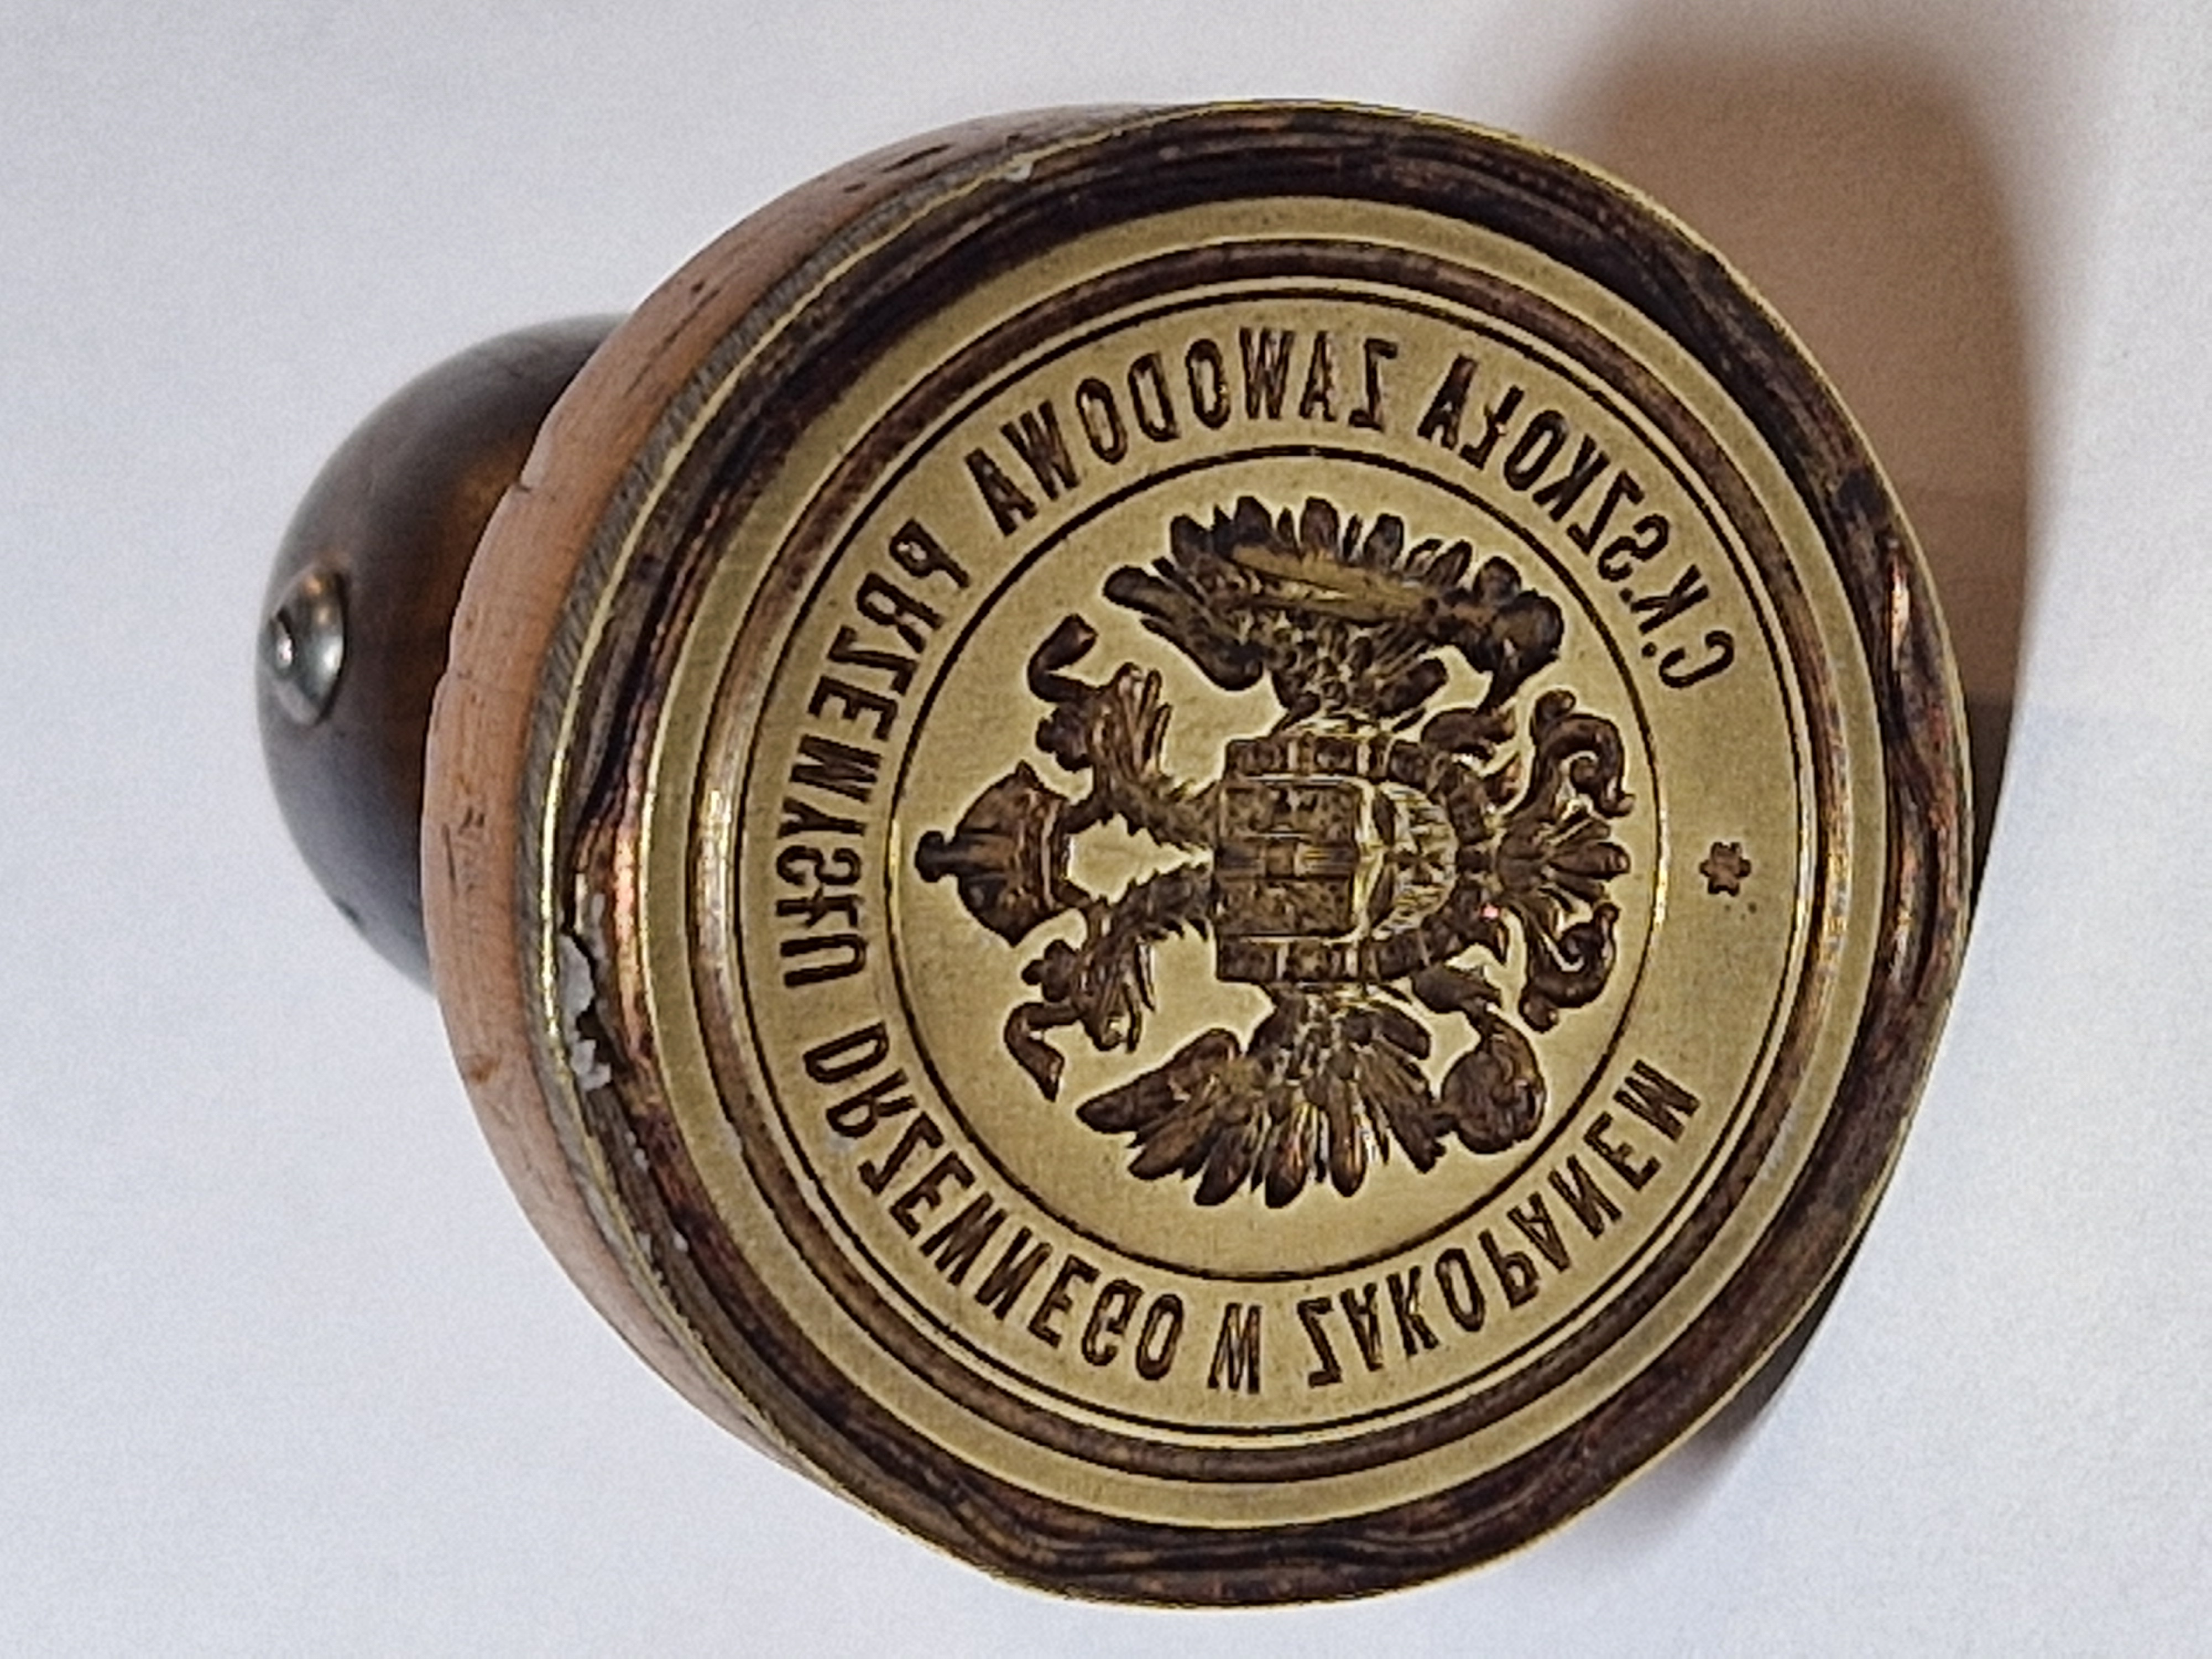 C.K.SZKOŁA ZAWODOWA PRZEMYSŁU DRZEWNEGO W ZAKOPANEM